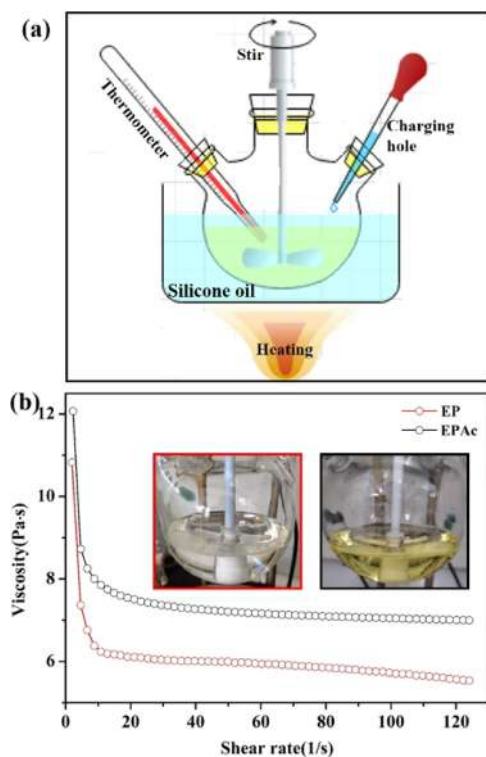 (a)
Stir
Thermometer
Charging
hole
Silicone oil
Heating
(b)
EP
EPAc
12
10
8
6
Viscosity(Pa·s)
0 20 40 60 80 100 120
Shear rate(1/s)